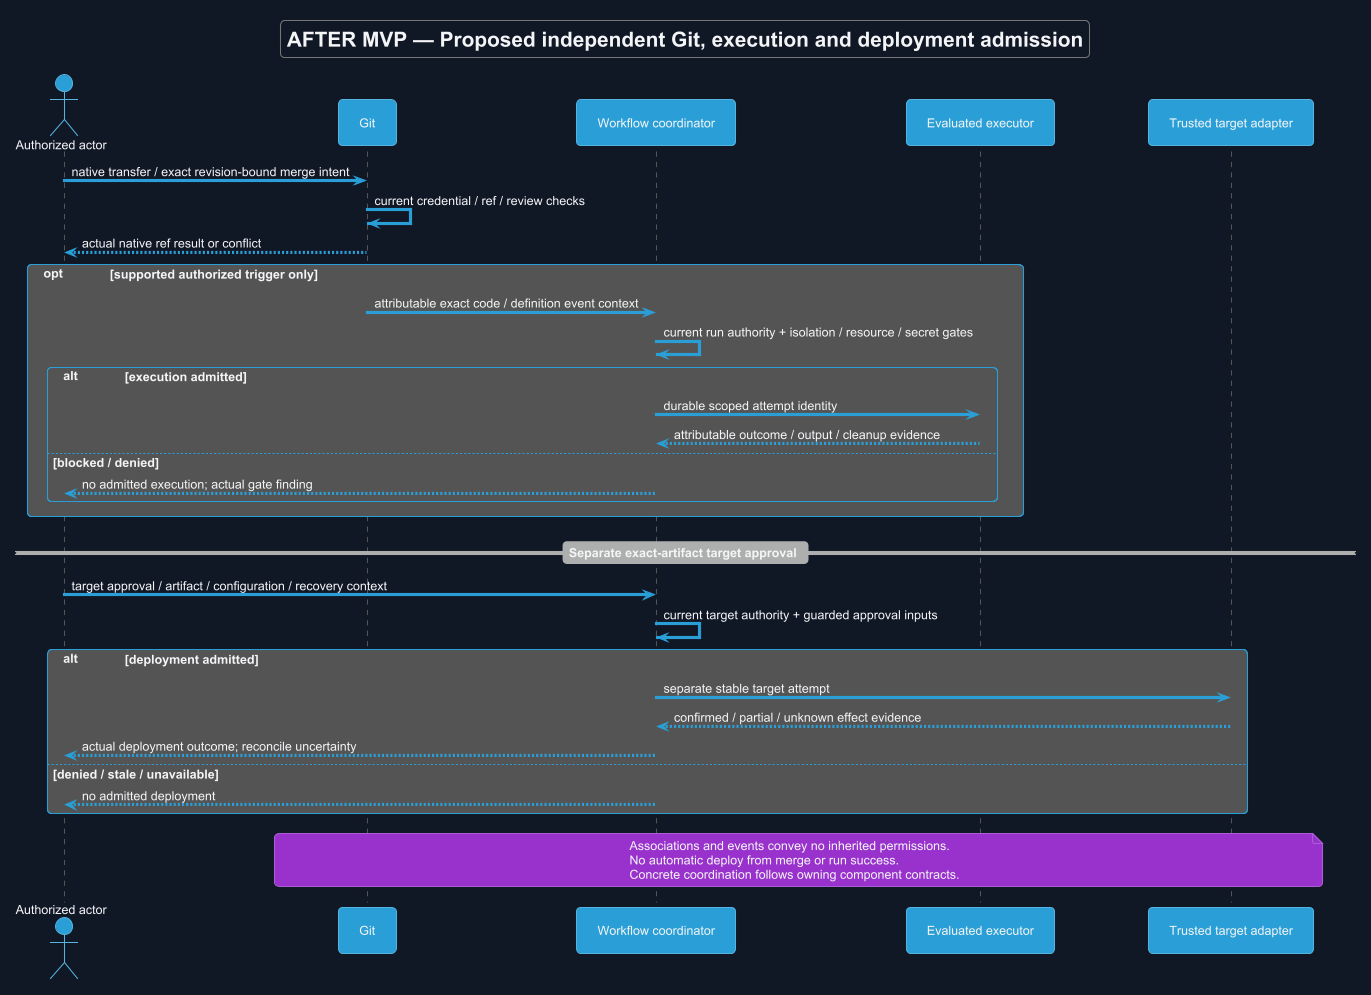 AFTER MVP — Proposed independent Git, execution and deployment admission
Authorized actor
Git
Workflow coordinator
Evaluated executor
Trusted target adapter
native transfer / exact revision-bound merge intent
current credential / ref / review checks
actual native ref result or conflict
opt [supported authorized trigger only]
attributable exact code / definition event context
current run authority + isolation / resource / secret gates
alt [execution admitted]
durable scoped attempt identity
attributable outcome / output / cleanup evidence
[blocked / denied]
no admitted execution; actual gate finding
Separate exact-artifact target approval
target approval / artifact / configuration / recovery context
current target authority + guarded approval inputs
alt [deployment admitted]
separate stable target attempt
confirmed / partial / unknown effect evidence
actual deployment outcome; reconcile uncertainty
[denied / stale / unavailable]
no admitted deployment
Associations and events convey no inherited permissions.
No automatic deploy from merge or run success.
Concrete coordination follows owning component contracts.
Authorized actor
Git
Workflow coordinator
Evaluated executor
Trusted target adapter